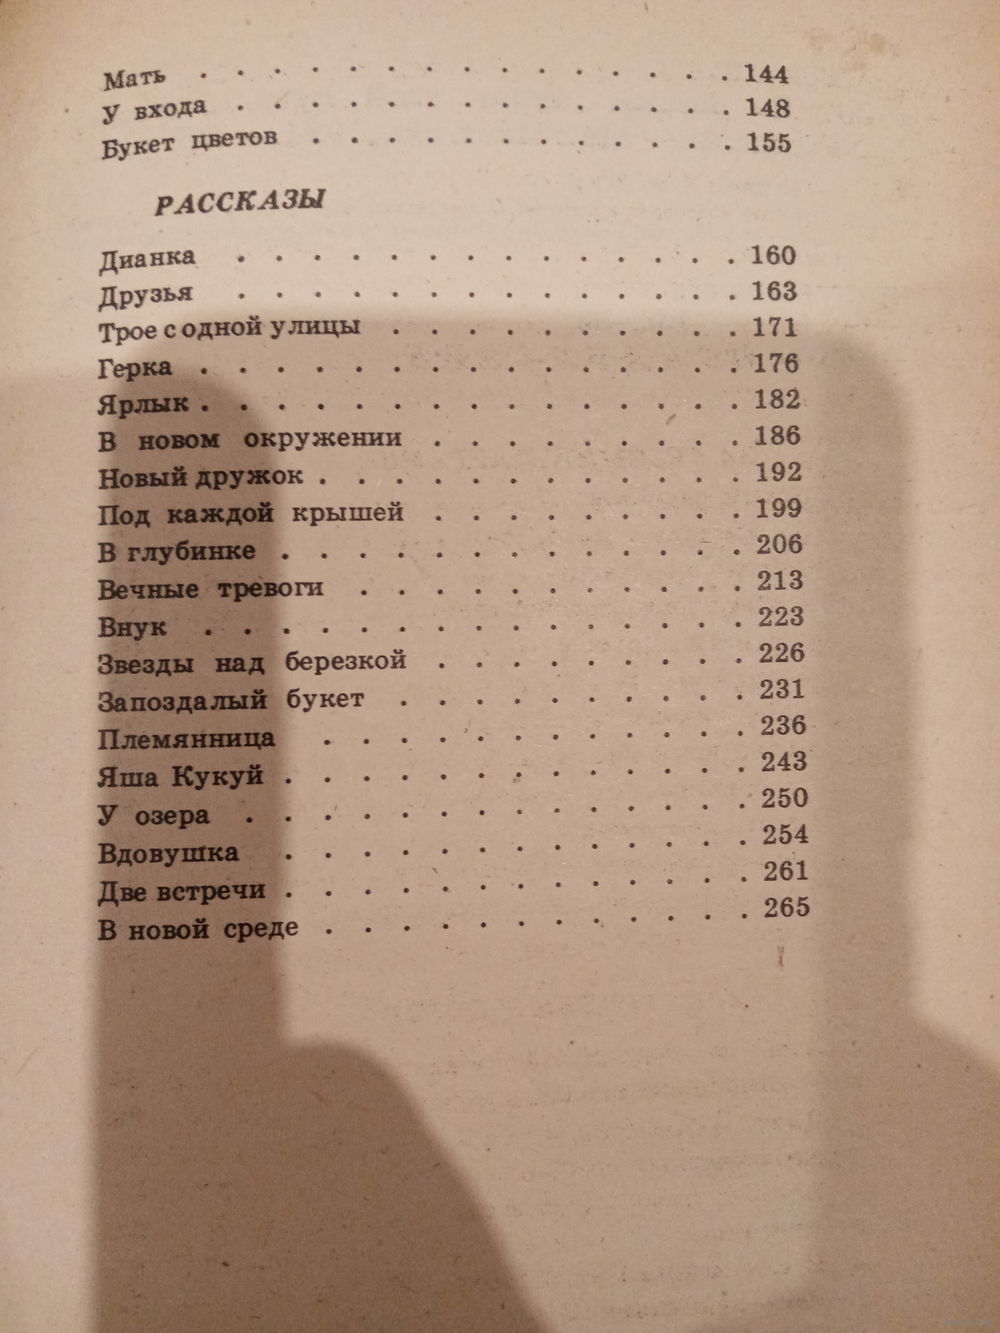 Мать . . . . . . . . . . . . . . . 144
У входа . . . . . . . . . . . . . . 148
Букет цветов . . . . . . . . . . . . 155
РАССКАЗЫ
Дианка . . . . . . . . . . . . . . 160
Друзья . . . . . . . . . . . . . . 163
Трое с одной улицы . . . . . . . . . . 171
Герка . . . . . . . . . . . . . . . 176
Ярлык . . . . . . . . . . . . . . . 182
В новом окружении . . . . . . . . . 186
Новый дружок . . . . . . . . . . . . 192
Под каждой крышей . . . . . . . . . 199
В глубинке . . . . . . . . . . . . . 206
Вечные тревоги . . . . . . . . . . . 213
Внук . . . . . . . . . . . . . . . 223
Звезды над березкой . . . . . . . . . 226
Запоздалый букет . . . . . . . . . . 231
Племянница . . . . . . . . . . . . 236
Яша Кукуй . . . . . . . . . . . . . 243
У озера . . . . . . . . . . . . . . 250
Вдовушка . . . . . . . . . . . . . 254
Две встречи . . . . . . . . . . . . . 261
В новой среде . . . . . . . . . . . . 265